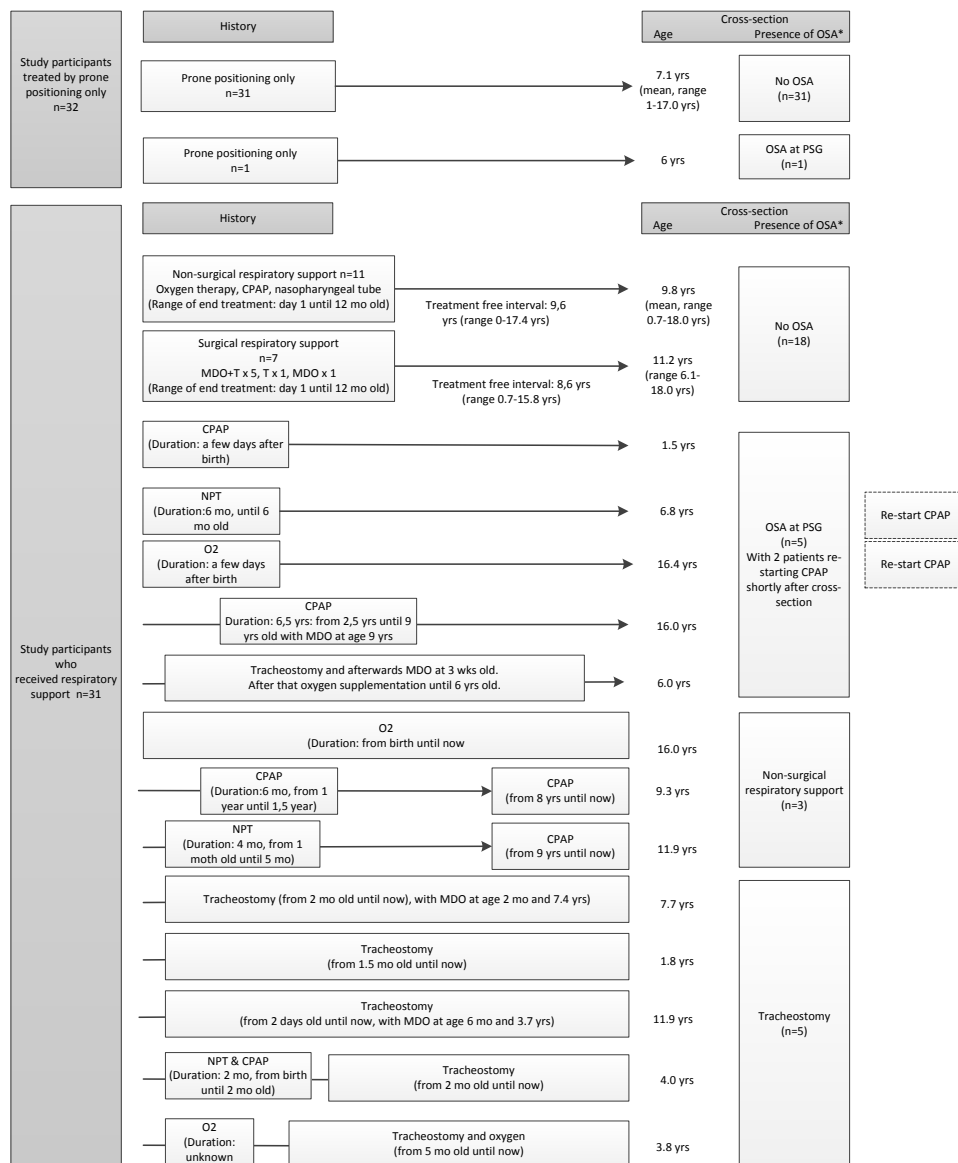 Study participants
treated by prone
positioning only
n=32
History
Cross-section
Age Presence of OSA*
Prone positioning only
n=31
7.1 yrs
(mean, range
1-17.0 yrs)
No OSA
(n=31)
Prone positioning only
n=1
6 yrs
OSA at PSG
(n=1)
Study participants
who
received respiratory
support n=31
History
Cross-section
Age Presence of OSA*
Non-surgical respiratory support n=11
Oxygen therapy, CPAP, nasopharyngeal tube
(Range of end treatment: day 1 until 12 mo old)
Treatment free interval: 9,6
yrs (range 0-17.4 yrs)
9.8 yrs
(mean, range
0.7-18.0 yrs)
No OSA
(n=18)
Surgical respiratory support
n=7
MDO+T x 5, T x 1, MDO x 1
(Range of end treatment: day 1 until 12 mo old)
Treatment free interval: 8,6 yrs
(range 0.7-15.8 yrs)
11.2 yrs
(range 6.1-
18.0 yrs)
CPAP
(Duration: a few days after
birth)
1.5 yrs
OSA at PSG
(n=5)
With 2 patients re-
starting CPAP
shortly after cross-
section
NPT
(Duration:6 mo, until 6
mo old
6.8 yrs
Re-start CPAP
O2
(Duration: a few days
after birth
16.4 yrs
Re-start CPAP
CPAP
Duration: 6,5 yrs: from 2,5 yrs until 9
yrs old with MDO at age 9 yrs
16.0 yrs
Tracheostomy and afterwards MDO at 3 wks old.
After that oxygen supplementation until 6 yrs old.
6.0 yrs
O2
(Duration: from birth until now
16.0 yrs
Non-surgical
respiratory support
(n=3)
CPAP
(Duration:6 mo, from 1
year until 1,5 year)
CPAP
(from 8 yrs until now)
9.3 yrs
NPT
(Duration: 4 mo, from 1
moth old until 5 mo)
CPAP
(from 9 yrs until now)
11.9 yrs
Tracheostomy (from 2 mo old until now), with MDO at age 2 mo and 7.4 yrs)
7.7 yrs
Tracheostomy
(n=5)
Tracheostomy
(from 1.5 mo old until now)
1.8 yrs
Tracheostomy
(from 2 days old until now, with MDO at age 6 mo and 3.7 yrs)
11.9 yrs
NPT & CPAP
(Duration: 2 mo, from birth
until 2 mo old)
Tracheostomy
(from 2 mo old until now)
4.0 yrs
O2
(Duration:
unknown
Tracheostomy and oxygen
(from 5 mo old until now)
3.8 yrs